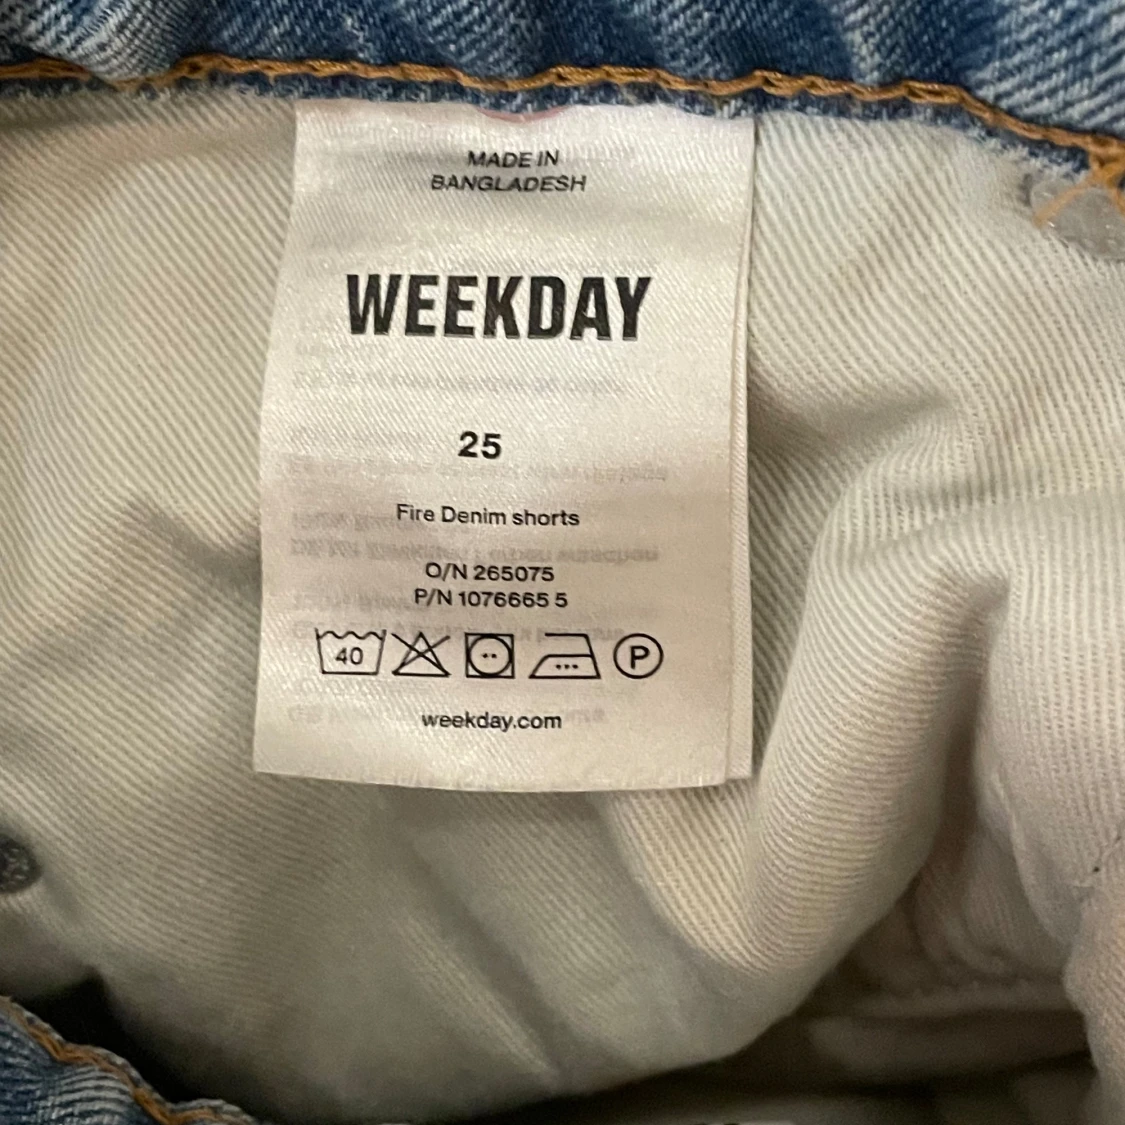 MADE IN
BANGLADESH
WEEKDAY
25
Fire Denim shorts
O/N 265075
P/N 1076665 5
40
P
weekday.com